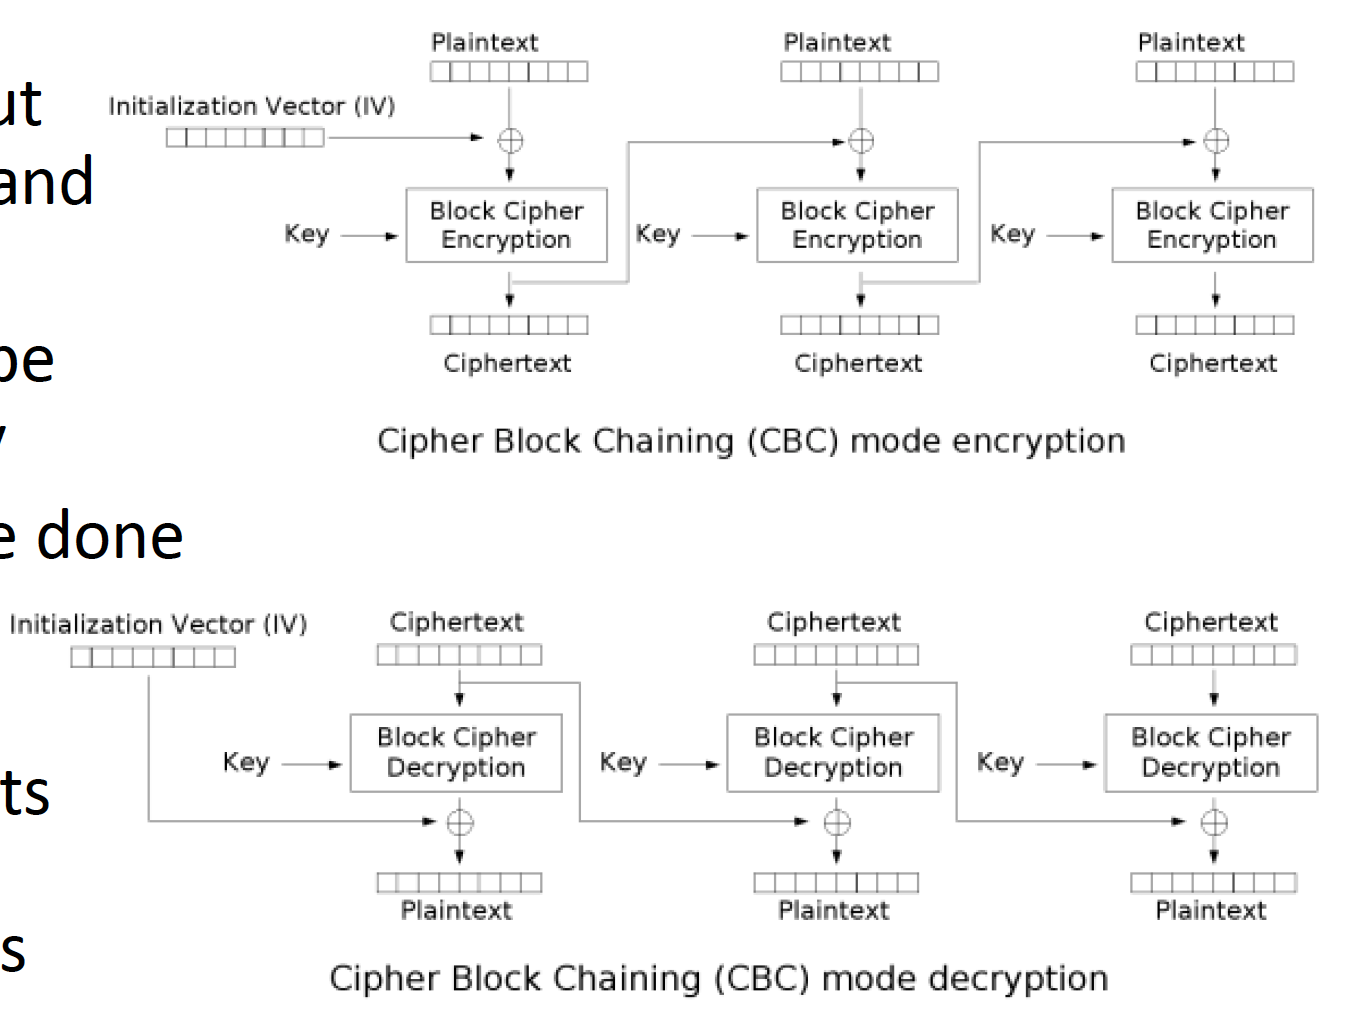 ut
and
be
e done
ts
s
Plaintext Plaintext Plaintext
Initialization Vector (IV)
Block Cipher Block Cipher Block Cipher
Key Encryption Key Encryption Key Encryption
Ciphertext Ciphertext Ciphertext
Cipher Block Chaining (CBC) mode encryption
Initialization Vector (IV) Ciphertext Ciphertext Ciphertext
Block Cipher Block Cipher Block Cipher
Key Decryption Key Decryption Key Decryption
Plaintext Plaintext Plaintext
Cipher Block Chaining (CBC) mode decryption